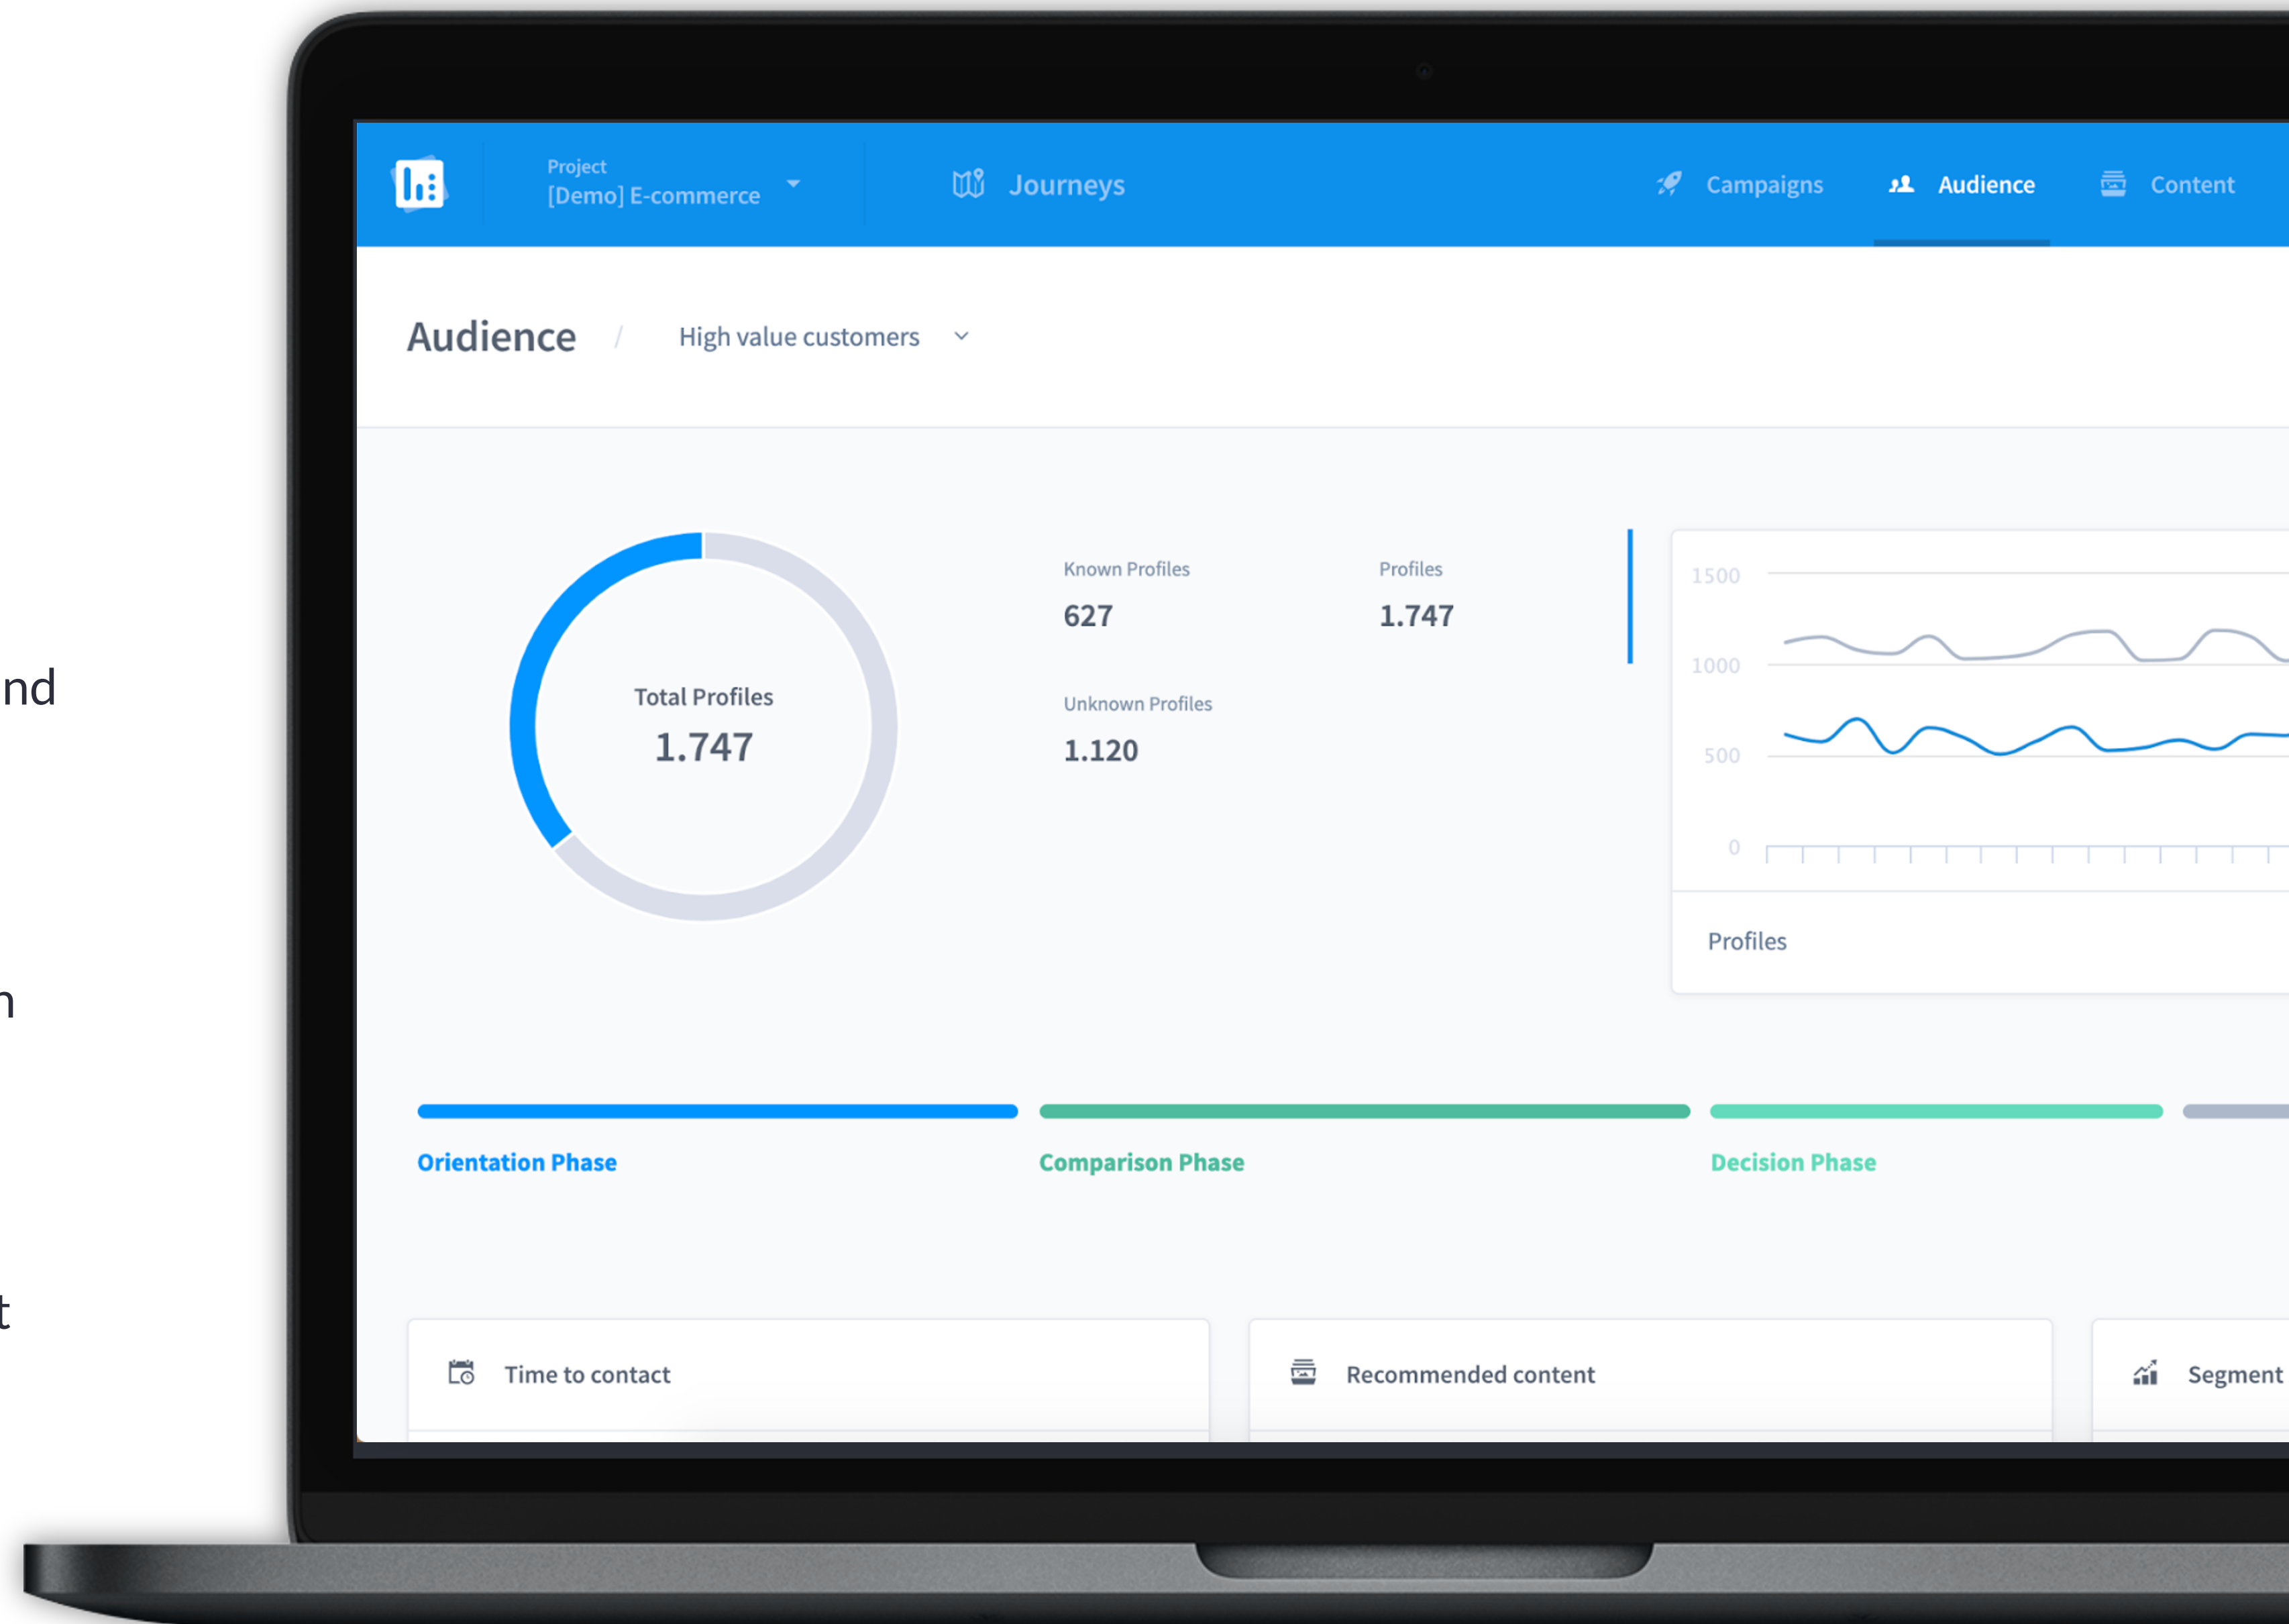 Project
[Demo] E-commerce
Journeys
Campaigns
Audience
Content
Audience / High value customers
Total Profiles
1.747
Known Profiles
627
Profiles
1.747
Unknown Profiles
1.120
1500
1000
500
0
Profiles
Orientation Phase
Comparison Phase
Decision Phase
Time to contact
Recommended content
Segment